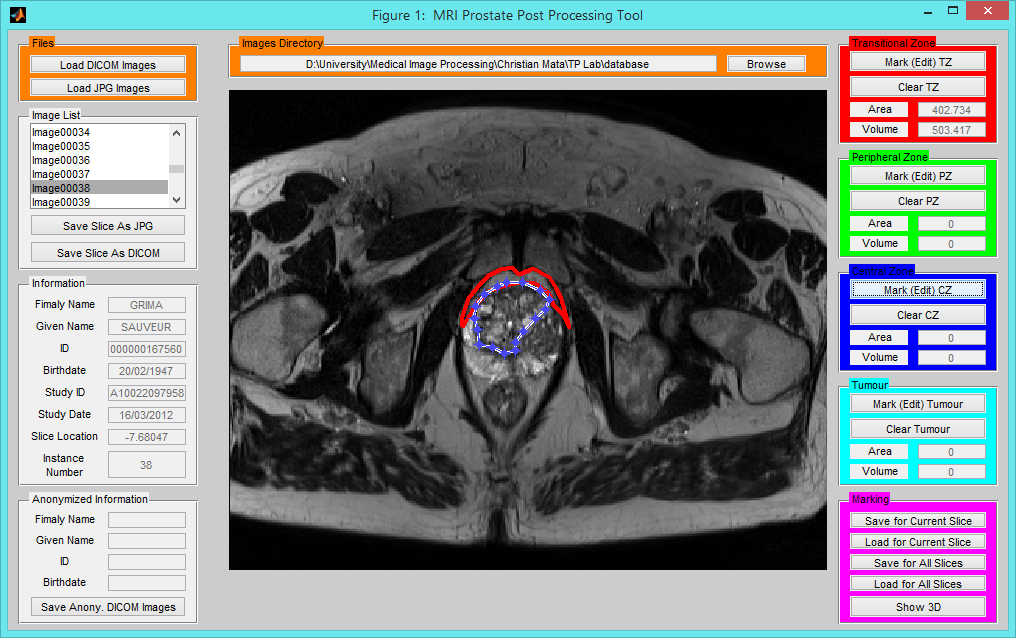 Figure 1: MRI Prostate Post Processing Tool
Files
Load DICOM Images
Load JPG Images
Image List
Image00034
Image00035
Image00036
Image00037
Image00038
Image00039
Save Slice As JPG
Save Slice As DICOM
Information
Fimaly Name GRIMA
Given Name SAUVEUR
ID 000000167560
Birthdate 20/02/1947
Study ID A10022097958
Study Date 16/03/2012
Slice Location -7.68047
Instance
Number 38
Anonymized Information
Fimaly Name
Given Name
ID
Birthdate
Save Anony. DICOM Images
Images Directory
D:\University\Medical Image Processing\Christian Mata\TP Lab\database Browse
Transitional Zone
Mark (Edit) TZ
Clear TZ
Area 402.734
Volume 503.417
Peripheral Zone
Mark (Edit) PZ
Clear PZ
Area 0
Volume 0
Central Zone
Mark (Edit) CZ
Clear CZ
Area 0
Volume 0
Tumour
Mark (Edit) Tumour
Clear Tumour
Area 0
Volume 0
Marking
Save for Current Slice
Load for Current Slice
Save for All Slices
Load for All Slices
Show 3D